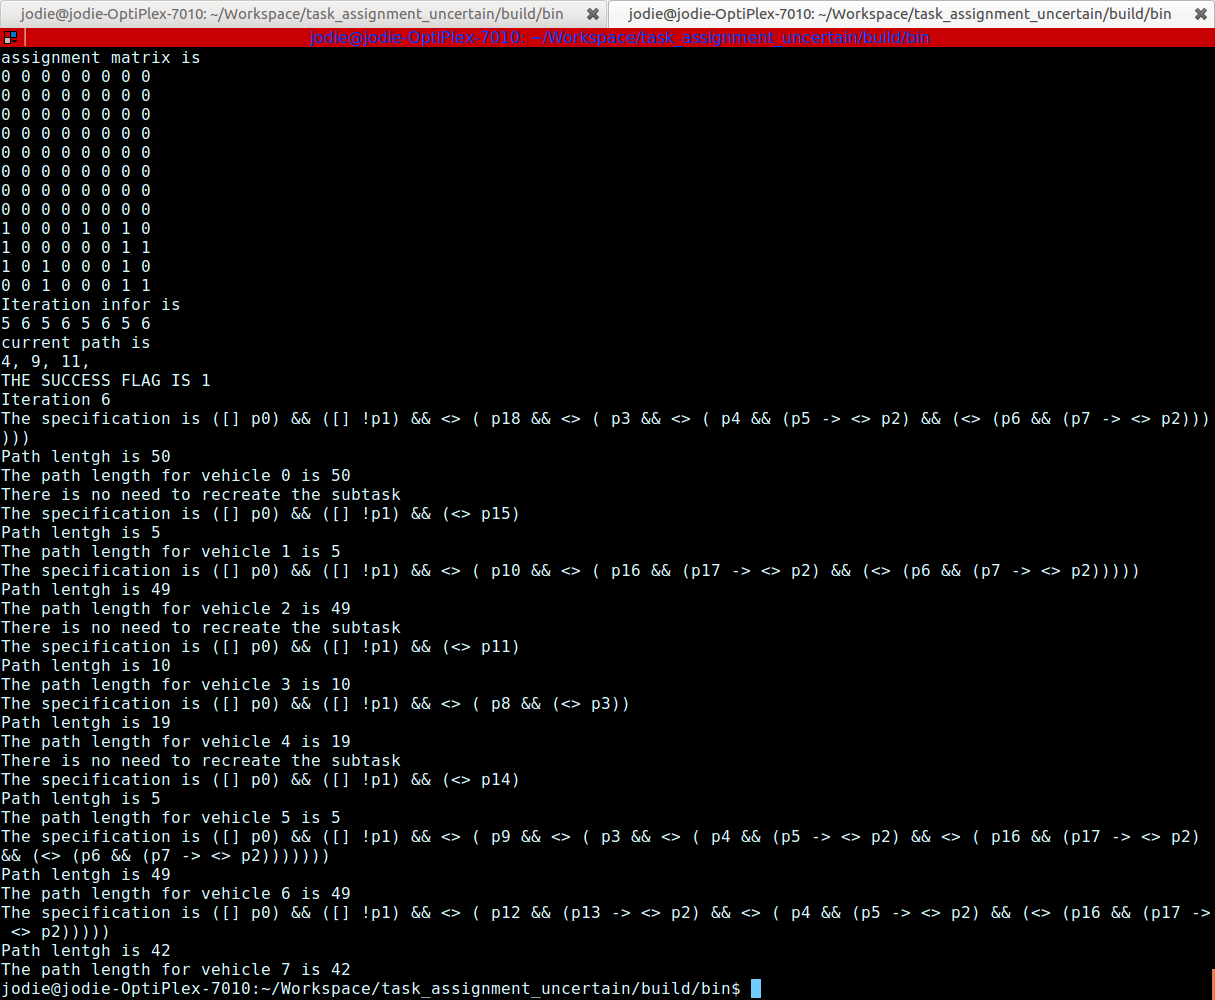 jodie@jodie-OptiPlex-7010: ~/Workspace/task_assignment_uncertain/build/bin
jodie@jodie-OptiPlex-7010: ~/Workspace/task_assignment_uncertain/build/bin
jodie@jodie-OptiPlex-7010: ~/Workspace/task_assignment_uncertain/build/bin
assignment matrix is
0 0 0 0 0 0 0 0
0 0 0 0 0 0 0 0
0 0 0 0 0 0 0 0
0 0 0 0 0 0 0 0
0 0 0 0 0 0 0 0
0 0 0 0 0 0 0 0
0 0 0 0 0 0 0 0
0 0 0 0 0 0 0 0
1 0 0 0 1 0 1 0
1 0 0 0 0 0 1 1
1 0 1 0 0 0 1 0
0 0 1 0 0 0 1 1
Iteration infor is
5 6 5 6 5 6 5 6
current path is
4, 9, 11,
THE SUCCESS FLAG IS 1
Iteration 6
The specification is ([] p0) && ([] !p1) && <> ( p18 && <> ( p3 && <> ( p4 && (p5 -> <> p2) && (<> (p6 && (p7 -> <> p2)))
)))
Path lentgh is 50
The path length for vehicle 0 is 50
There is no need to recreate the subtask
The specification is ([] p0) && ([] !p1) && (<> p15)
Path lentgh is 5
The path length for vehicle 1 is 5
The specification is ([] p0) && ([] !p1) && <> ( p10 && <> ( p16 && (p17 -> <> p2) && (<> (p6 && (p7 -> <> p2)))))
Path lentgh is 49
The path length for vehicle 2 is 49
There is no need to recreate the subtask
The specification is ([] p0) && ([] !p1) && (<> p11)
Path lentgh is 10
The path length for vehicle 3 is 10
The specification is ([] p0) && ([] !p1) && <> ( p8 && (<> p3))
Path lentgh is 19
The path length for vehicle 4 is 19
There is no need to recreate the subtask
The specification is ([] p0) && ([] !p1) && (<> p14)
Path lentgh is 5
The path length for vehicle 5 is 5
The specification is ([] p0) && ([] !p1) && <> ( p9 && <> ( p3 && <> ( p4 && (p5 -> <> p2) && <> ( p16 && (p17 -> <> p2)
&& (<> (p6 && (p7 -> <> p2)))))))
Path lentgh is 49
The path length for vehicle 6 is 49
The specification is ([] p0) && ([] !p1) && <> ( p12 && (p13 -> <> p2) && <> ( p4 && (p5 -> <> p2) && (<> (p16 && (p17 ->
<> p2)))))
Path lentgh is 42
The path length for vehicle 7 is 42
jodie@jodie-OptiPlex-7010:~/Workspace/task_assignment_uncertain/build/bin$